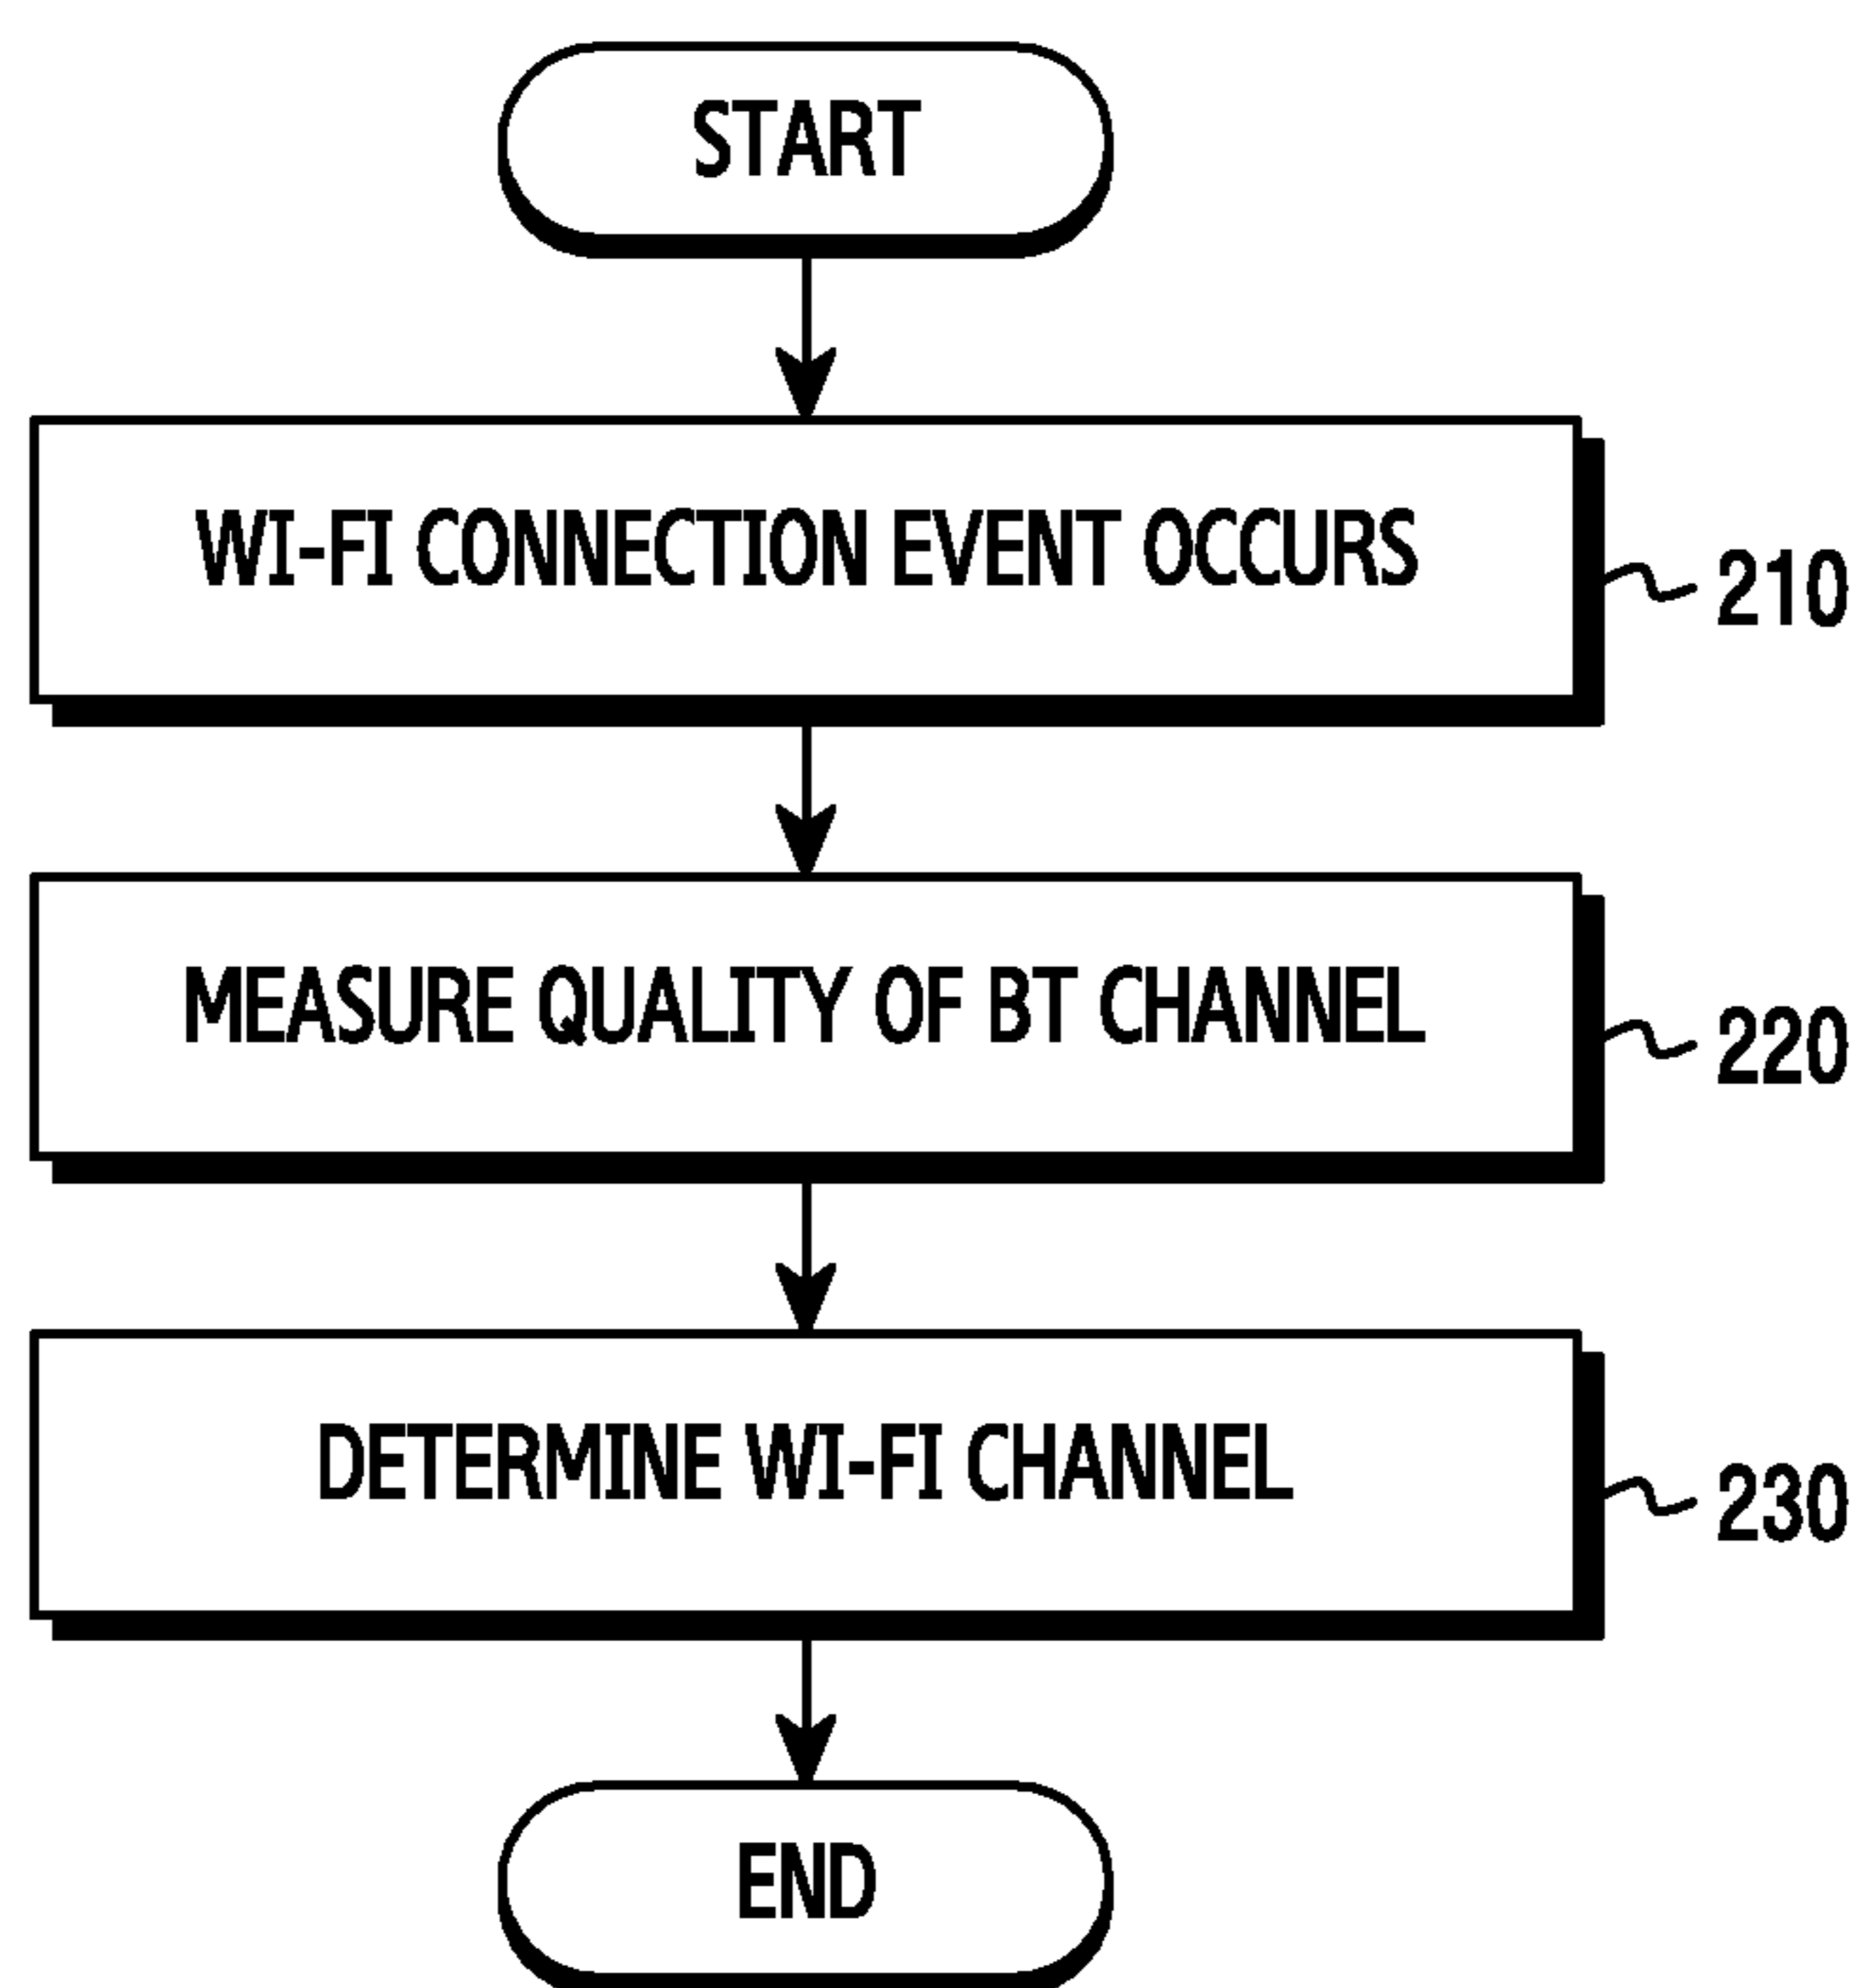 START
WI-FI CONNECTION EVENT OCCURS
210
MEASURE QUALITY OF BT CHANNEL
220
DETERMINE WI-FI CHANNEL
230
END